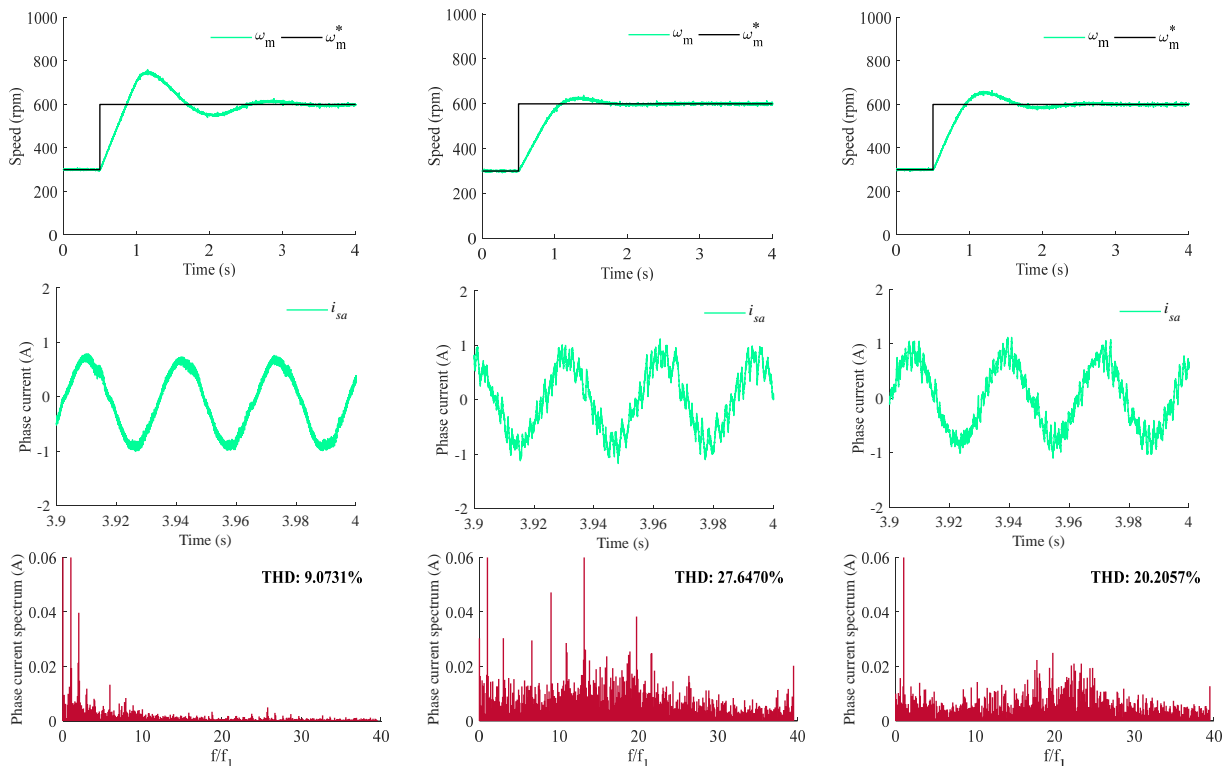 1000
800
600
400
200
0
Speed (rpm)
ωm ωm*
0 1 2 3 4
Time (s)
1000
800
600
400
200
0
Speed (rpm)
ωm ωm*
0 1 2 3 4
Time (s)
1000
800
600
400
200
0
Speed (rpm)
ωm ωm*
0 1 2 3 4
Time (s)
2
1
0
-1
-2
Phase current (A)
isa
3.9 3.92 3.94 3.96 3.98 4
Time (s)
2
1
0
-1
-2
Phase current (A)
isa
3.9 3.92 3.94 3.96 3.98 4
Time (s)
2
1
0
-1
-2
Phase current (A)
isa
3.9 3.92 3.94 3.96 3.98 4
Time (s)
0.06
0.04
0.02
0
Phase current spectrum (A)
THD: 9.0731%
0 10 20 30 40
f/f1
0.06
0.04
0.02
0
Phase current spectrum (A)
THD: 27.6470%
0 10 20 30 40
f/f1
0.06
0.04
0.02
0
Phase current spectrum (A)
THD: 20.2057%
0 10 20 30 40
f/f1